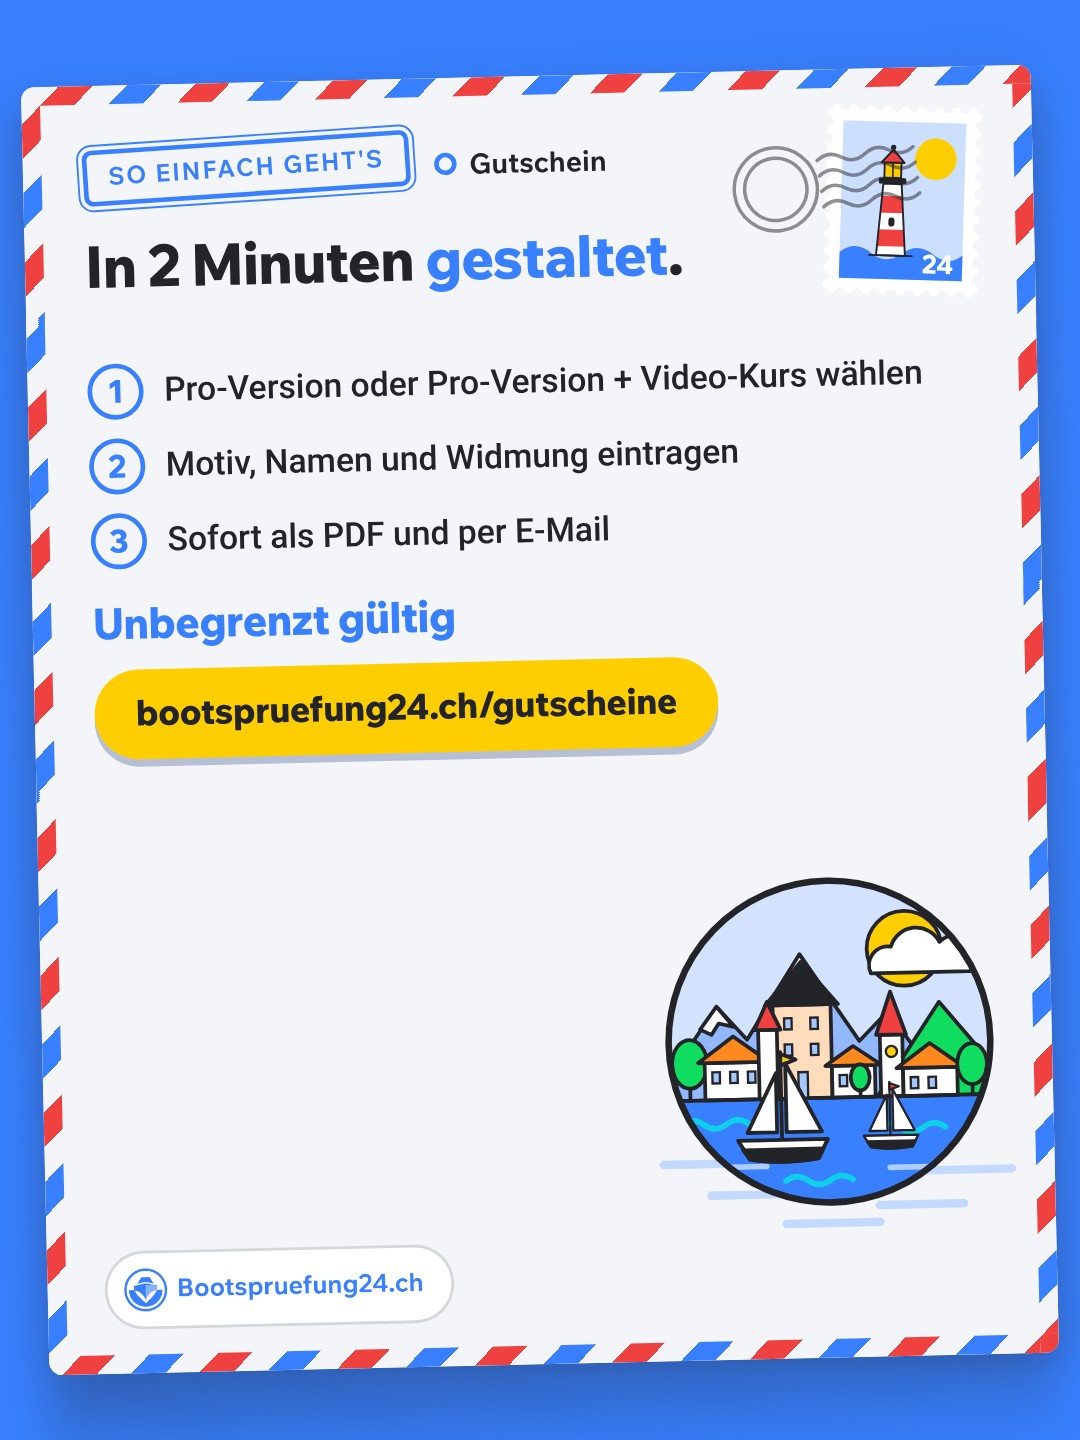 SO EINFACH GEHT'S
Gutschein
24
In 2 Minuten gestaltet.
1 Pro-Version oder Pro-Version + Video-Kurs wählen
2 Motiv, Namen und Widmung eintragen
3 Sofort als PDF und per E-Mail
Unbegrenzt gültig
bootspruefung24.ch/gutscheine
Bootspruefung24.ch